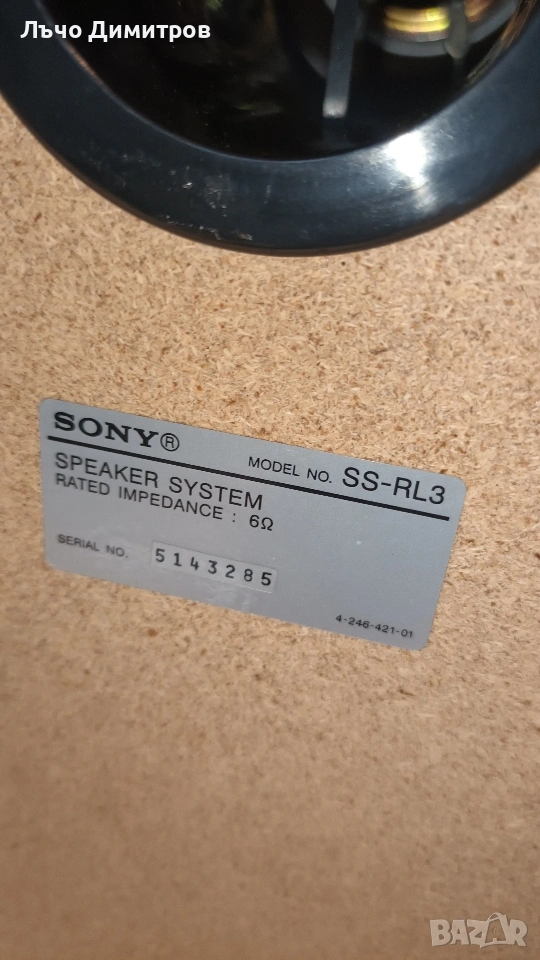 Лъчо Димитров
SONY®
MODEL NO. SS-RL3
SPEAKER SYSTEM
RATED IMPEDANCE : 6Ω
SERIAL NO. 5143285
4-246-421-01
BAZAR